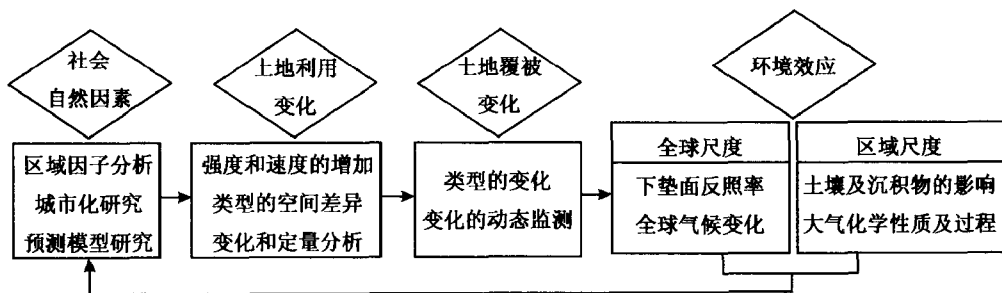 社会
自然因素
土地利用
变化
土地覆被
变化
环境效应
区域因子分析
城市化研究
预测模型研究
强度和速度的增加
类型的空间差异
变化和定量分析
类型的变化
变化的动态监测
全球尺度
下垫面反照率
全球气候变化
区域尺度
土壤及沉积物的影响
大气化学性质及过程